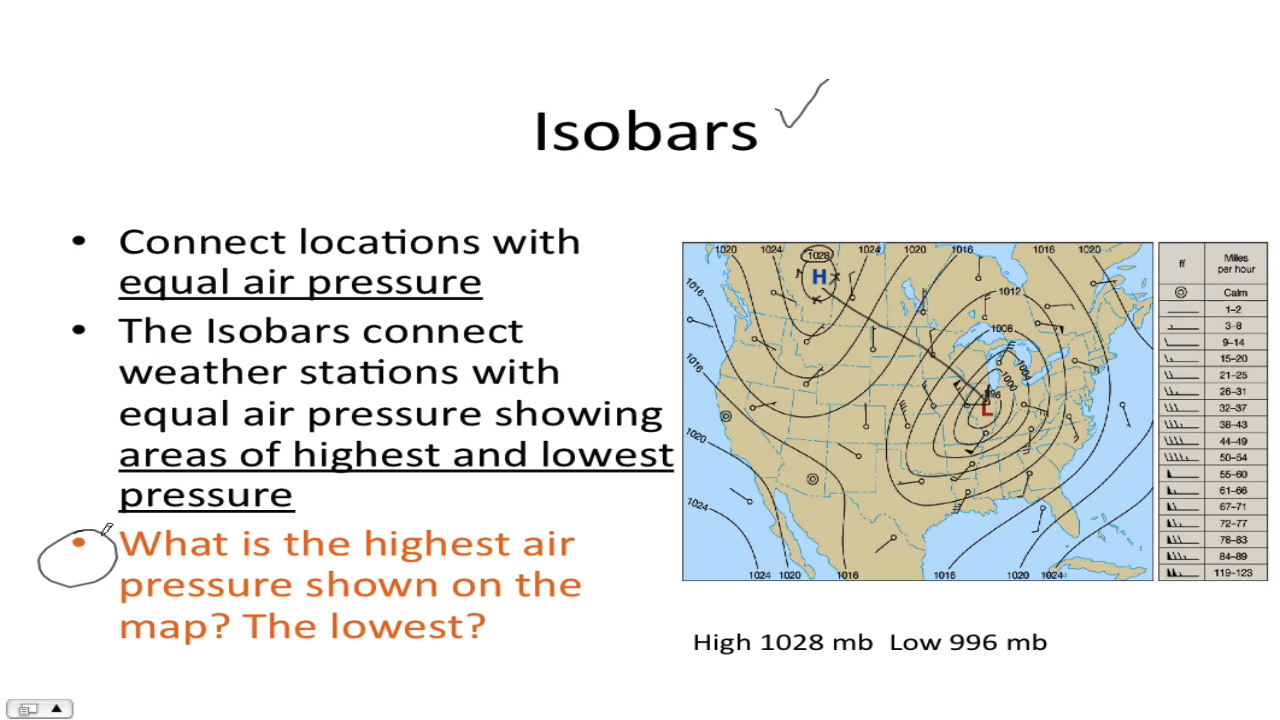 Isobars
• Connect locations with
equal air pressure
• The Isobars connect
weather stations with
equal air pressure showing
areas of highest and lowest
pressure
• What is the highest air
pressure shown on the
map? The lowest?
1020 1024 1028 1024 1020 1016 1016 1020
H
1016
1012
1008
1016
1004
1000
996
L
1020
1024
1024 1020 1016 1016 1020 1024
ff Miles
per hour
Calm
1–2
3–8
9–14
15–20
21–25
26–31
32–37
38–43
44–49
50–54
55–60
61–66
67–71
72–77
78–83
84–89
119–123
High 1028 mb Low 996 mb